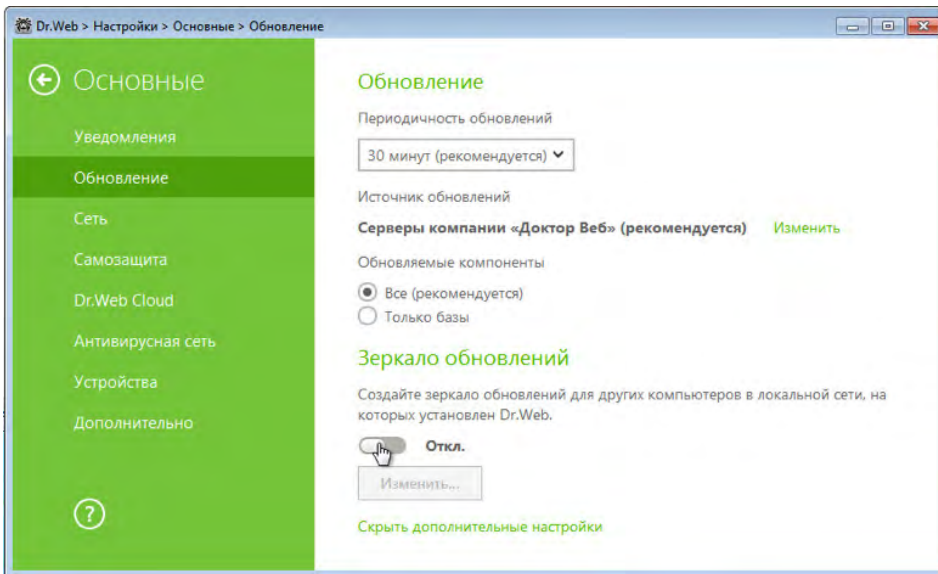 Dr.Web > Настройки > Основные > Обновление
Основные
Уведомления
Обновление
Сеть
Самозащита
Dr.Web Cloud
Антивирусная сеть
Устройства
Дополнительно
?
Обновление
Периодичность обновлений
30 минут (рекомендуется)
Источник обновлений
Серверы компании «Доктор Веб» (рекомендуется) Изменить
Обновляемые компоненты
Все (рекомендуется)
Только базы
Зеркало обновлений
Создайте зеркало обновлений для других компьютеров в локальной сети, на
которых установлен Dr.Web.
Откл.
Изменить...
Скрыть дополнительные настройки